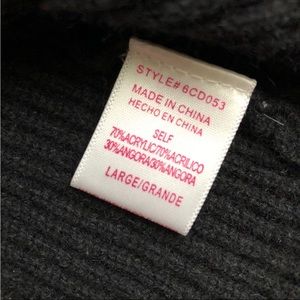 STYLE# 6CD053
MADE IN CHINA
HECHO EN CHINA
SELF
70%ACRYLIC/70%ACRILICO
30%ANGORA/30%ANGORA
LARGE/GRANDE